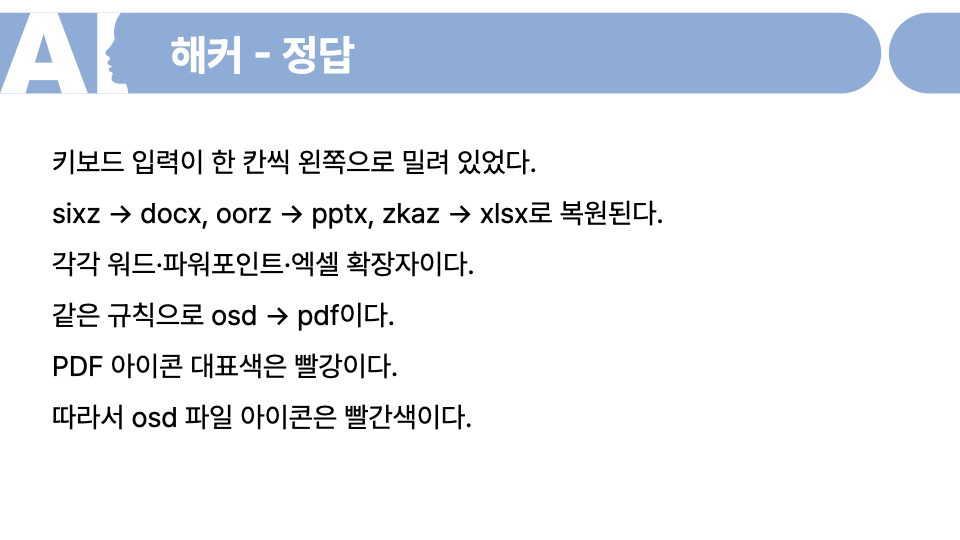 AI
해커 - 정답
키보드 입력이 한 칸씩 왼쪽으로 밀려 있었다.
sixz → docx, oorz → pptx, zkaz → xlsx로 복원된다.
각각 워드·파워포인트·엑셀 확장자이다.
같은 규칙으로 osd → pdf이다.
PDF 아이콘 대표색은 빨강이다.
따라서 osd 파일 아이콘은 빨간색이다.